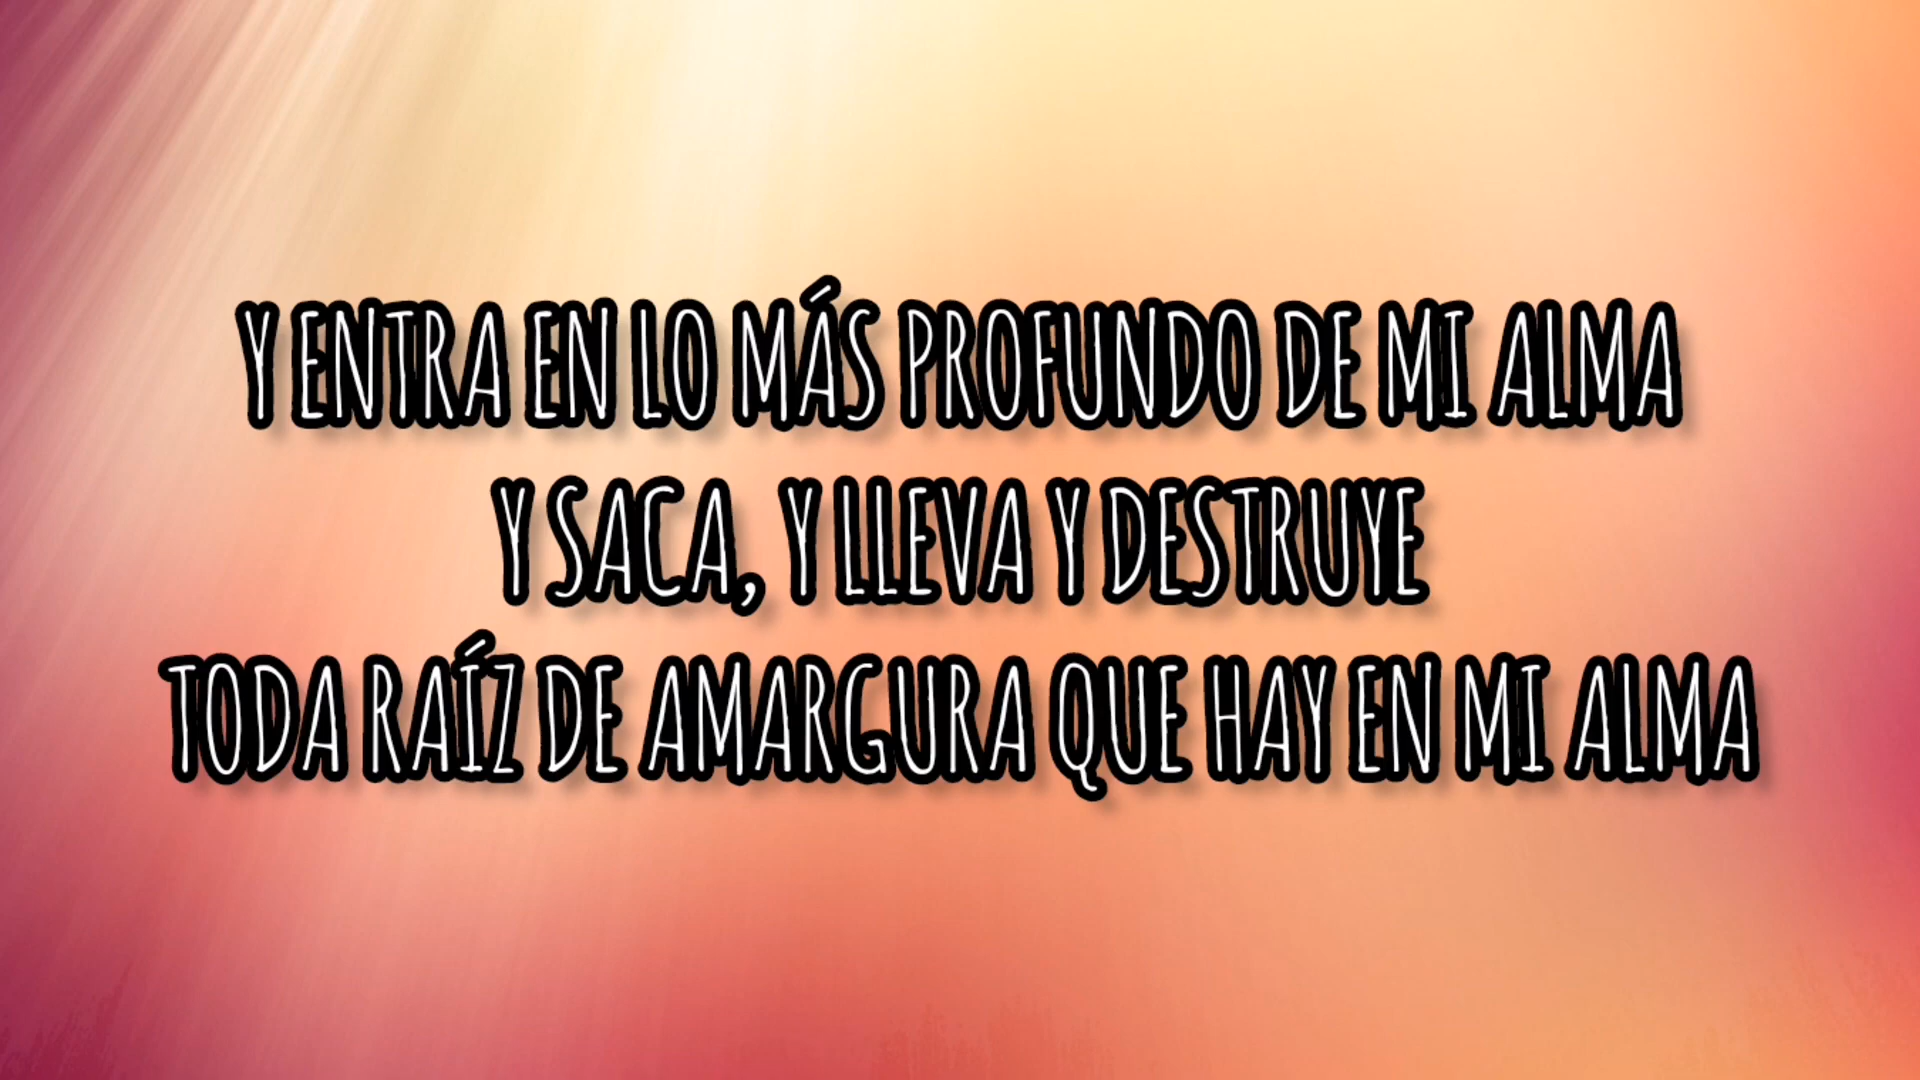 Y ENTRA EN LO MÁS PROFUNDO DE MI ALMA
Y SACA, Y LLEVA Y DESTRUYE
TODA RAÍZ DE AMARGURA QUE HAY EN MI ALMA